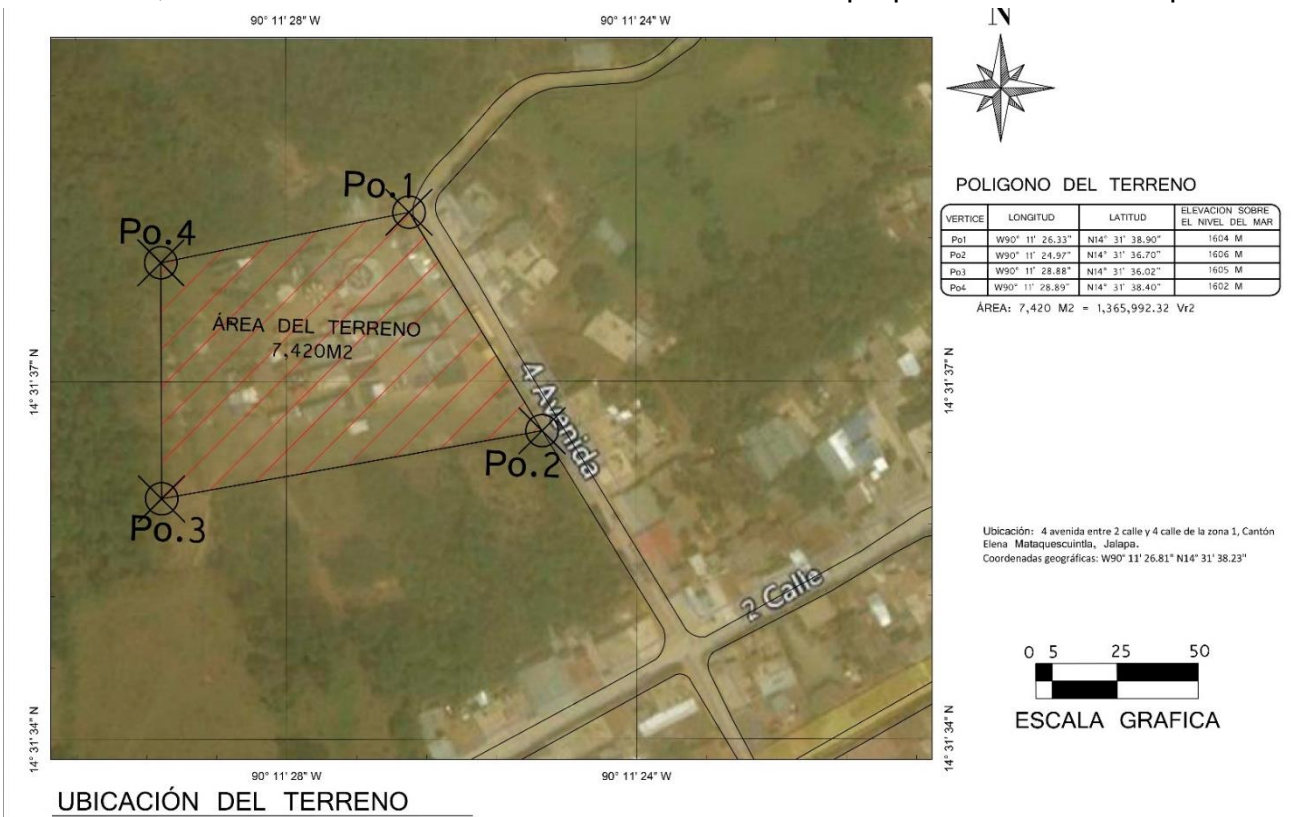 90° 11' 28" W
90° 11' 24" W
N
Po.1
Po.4
POLIGONO DEL TERRENO
VERTICE LONGITUD LATITUD ELEVACION SOBRE EL NIVEL DEL MAR
Po1 W90° 11' 26.33" N14° 31' 38.90" 1604 M
Po2 W90° 11' 24.97" N14° 31' 36.70" 1606 M
Po3 W90° 11' 28.88" N14° 31' 36.02" 1605 M
Po4 W90° 11' 28.89" N14° 31' 38.40" 1602 M
ÁREA: 7,420 M2 = 1,365,992.32 Vr2
ÁREA DEL TERRENO
7,420M2
14° 31' 37" N
14° 31' 37" N
4 Avenida
Po.2
Po.3
Ubicación: 4 avenida entre 2 calle y 4 calle de la zona 1, Cantón
Elena Mataquescuintla, Jalapa.
Coordenadas geográficas: W90° 11' 26.81" N14° 31' 38.23"
2 Calle
0 5 25 50
ESCALA GRAFICA
14° 31' 34" N
14° 31' 34" N
90° 11' 28" W
90° 11' 24" W
UBICACIÓN DEL TERRENO